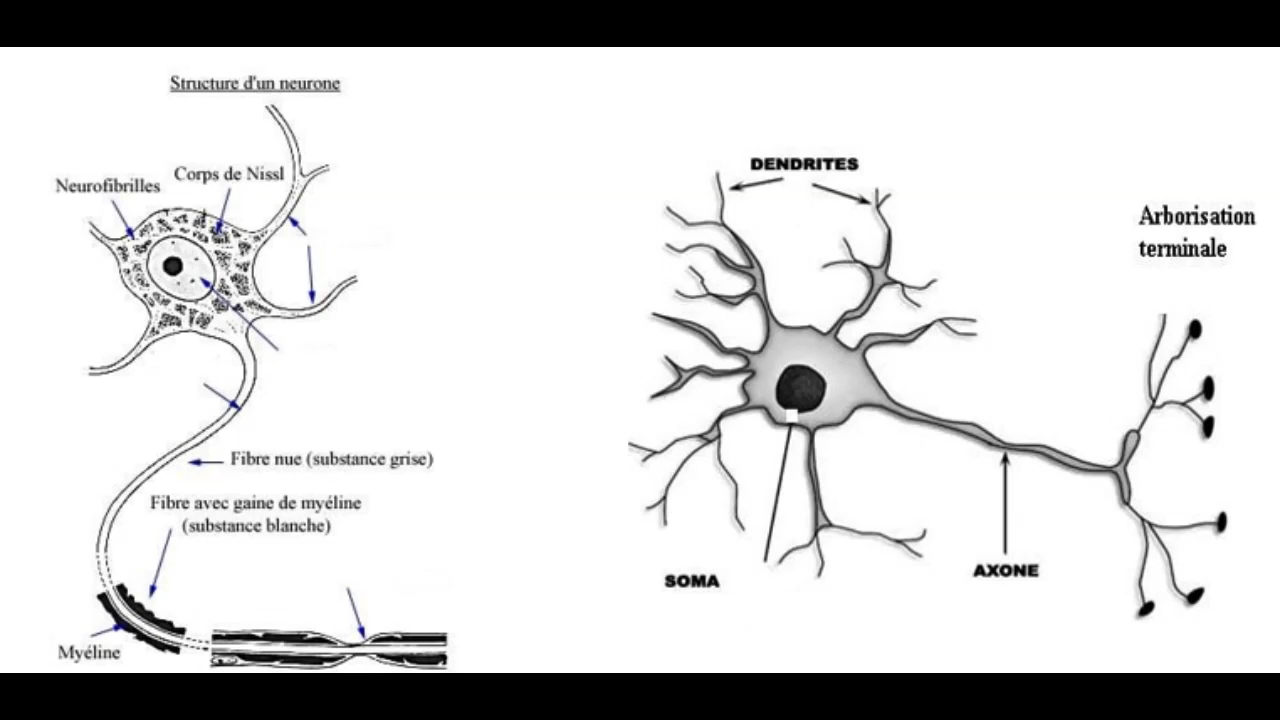 Structure d'un neurone
Corps de Nissl
Neurofibrilles
Fibre nue (substance grise)
Fibre avec gaine de myéline
(substance blanche)
Myéline
DENDRITES
Arborisation
terminale
SOMA
AXONE